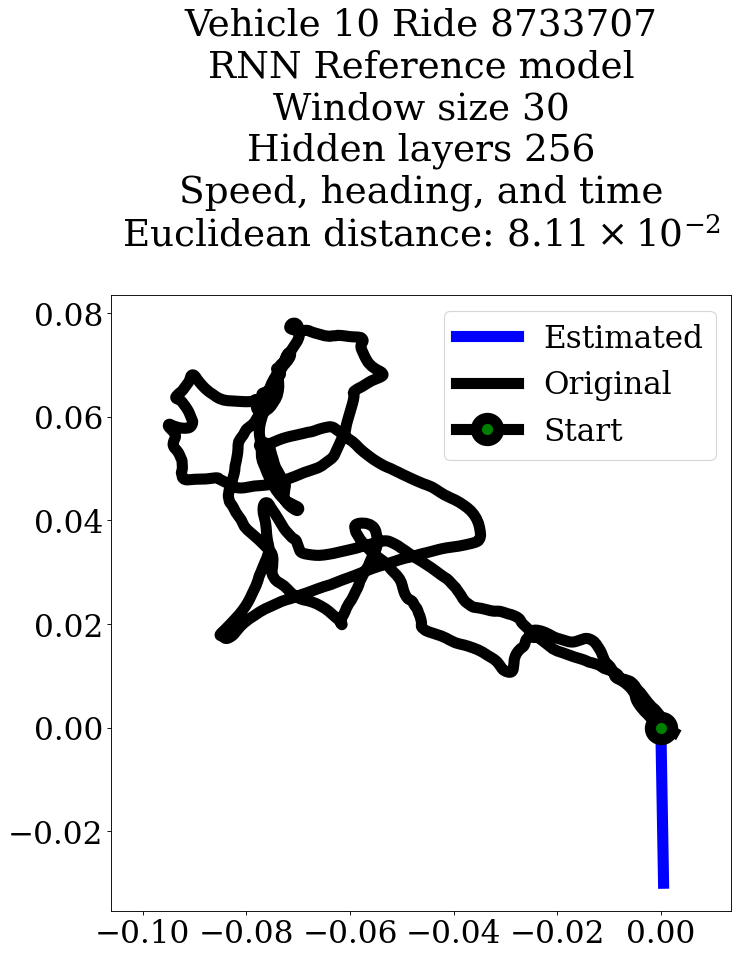 Vehicle 10 Ride 8733707
RNN Reference model
Window size 30
Hidden layers 256
Speed, heading, and time
Euclidean distance: 8.11 × 10⁻²
Estimated
Original
Start
0.08
0.06
0.04
0.02
0.00
−0.02
−0.10 −0.08 −0.06 −0.04 −0.02 0.00